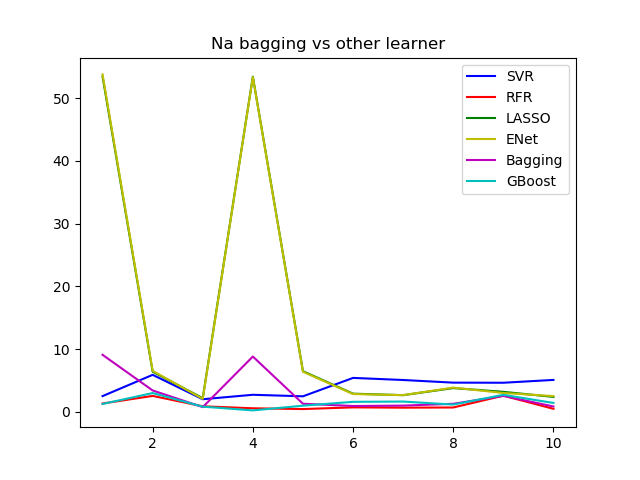 Na bagging vs other learner
SVR
RFR
LASSO
ENet
Bagging
GBoost
50
40
30
20
10
0
2 4 6 8 10